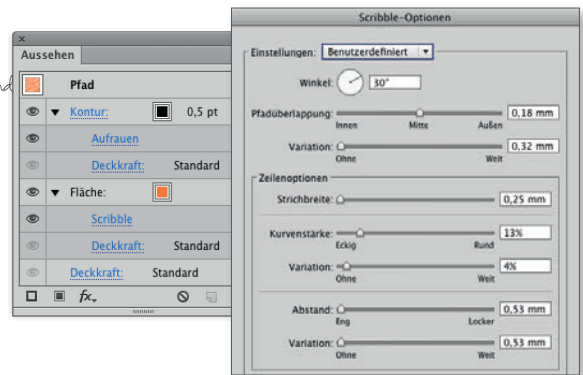 Aussehen
Pfad
Kontur: 0,5 pt
Aufrauen
Deckkraft: Standard
Fläche:
Scribble
Deckkraft: Standard
Deckkraft: Standard
fx.
Scribble-Optionen
Einstellungen: Benutzerdefiniert
Winkel: 30°
Pfadüberlappung: 0,18 mm
Innen Mitte Außen
Variation: 0,32 mm
Ohne Weit
Zeilenoptionen
Strichbreite: 0,25 mm
Kurvenstärke: 13%
Eckig Rund
Variation: 4%
Ohne Weit
Abstand: 0,53 mm
Eng Locker
Variation: 0,53 mm
Ohne Weit